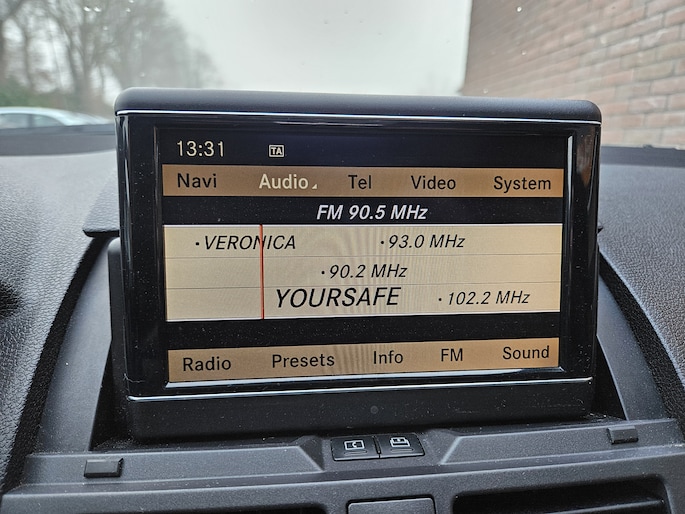 13:31 TA
Navi Audio Tel Video System
FM 90.5 MHz
·VERONICA ·93.0 MHz
·90.2 MHz
YOURSAFE ·102.2 MHz
Radio Presets Info FM Sound